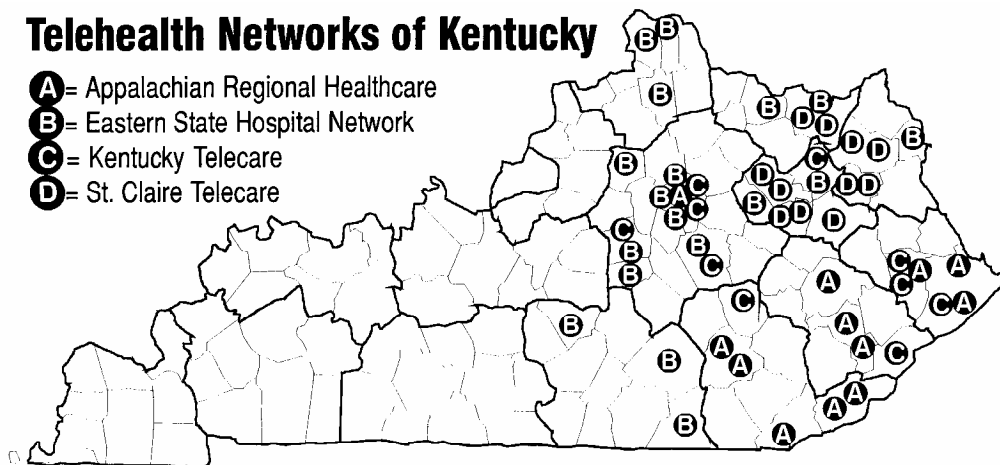 Telehealth Networks of Kentucky
A = Appalachian Regional Healthcare
B = Eastern State Hospital Network
C = Kentucky Telecare
D = St. Claire Telecare
B B
B
B B
D D
B
D D
B C
D B D D
D
B C
B A C
B
B D D
D
C
B B
C
B
C A A
C
C A
A
C
B
A
A C
A
B A
A
A
B A
A